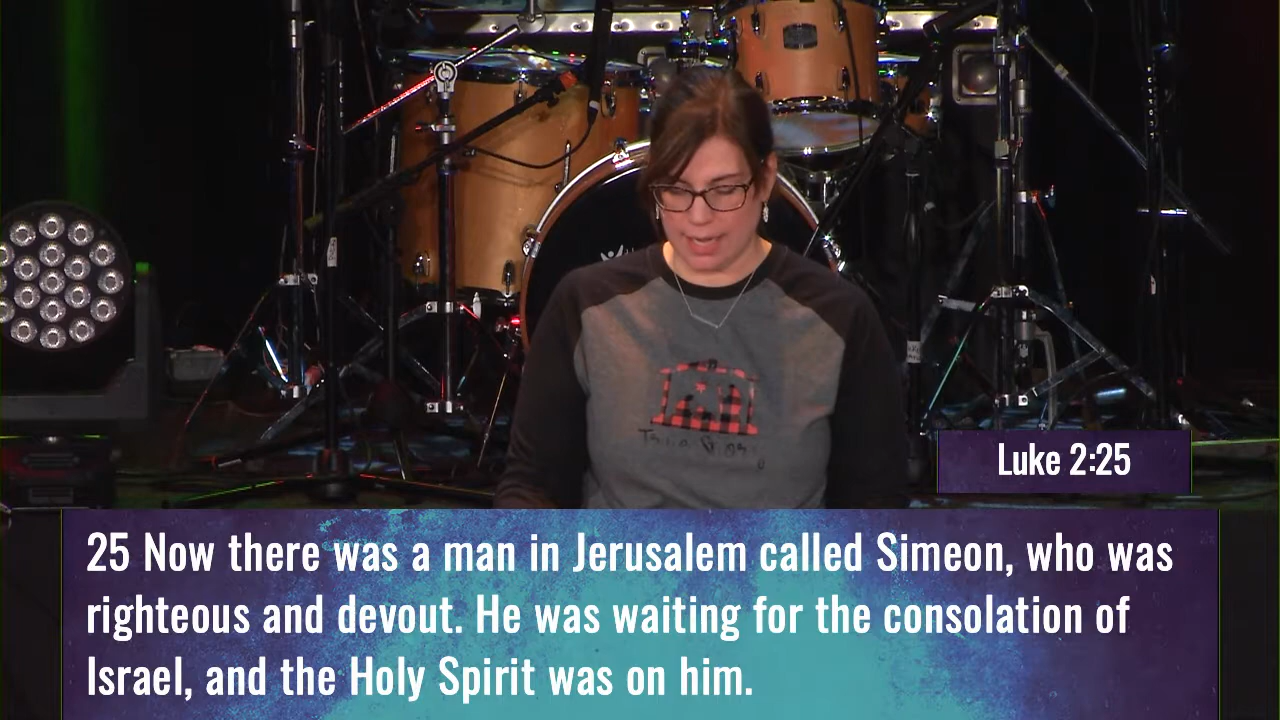 Luke 2:25
25 Now there was a man in Jerusalem called Simeon, who was
righteous and devout. He was waiting for the consolation of
Israel, and the Holy Spirit was on him.